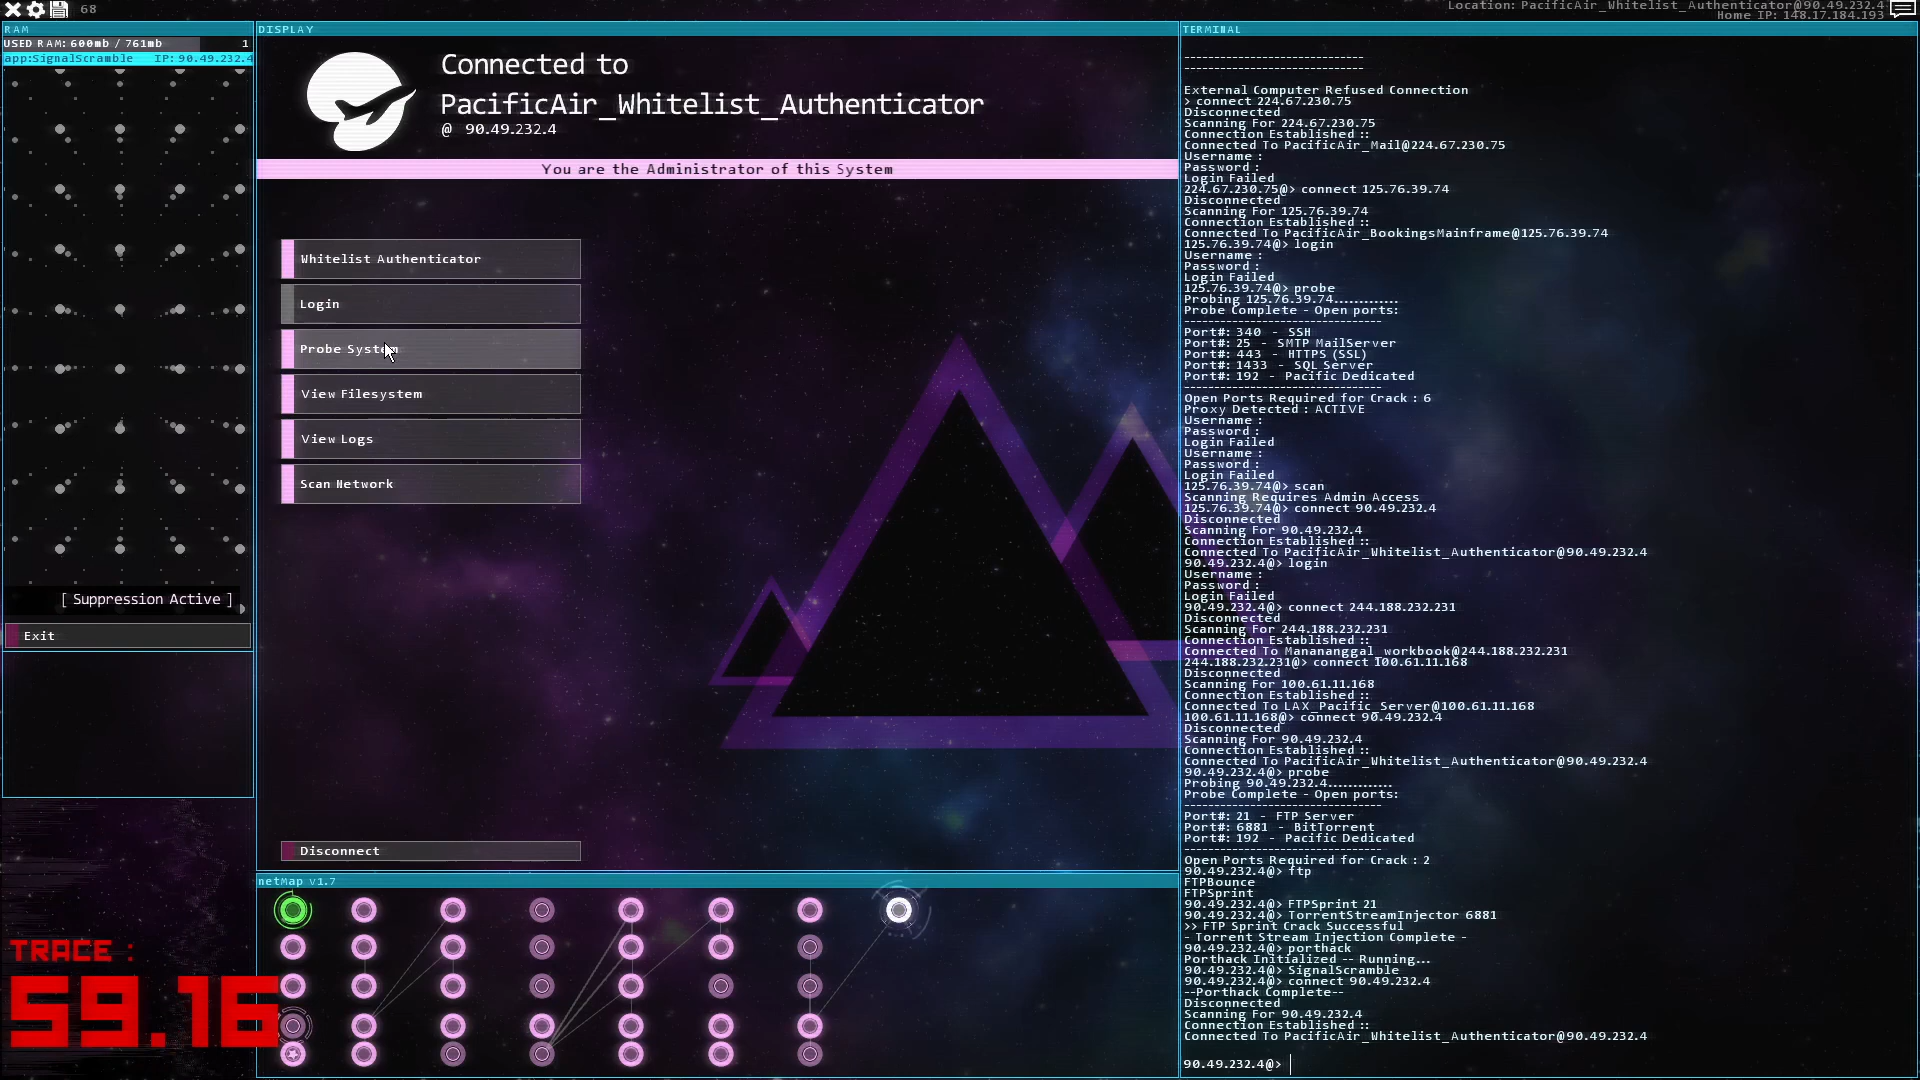 68
Location: PacificAir_Whitelist_Authenticator@90.49.232.4
Home IP: 148.17.184.193
RAM
USED RAM: 600mb / 761mb 1
app:SignalScramble IP: 90.49.232.4
[ Suppression Active ]
Exit
TRACE :
59.16
DISPLAY
Connected to
PacificAir_Whitelist_Authenticator
@ 90.49.232.4
You are the Administrator of this System
Whitelist Authenticator
Login
Probe System
View Filesystem
View Logs
Scan Network
Disconnect
netMap v1.7
TERMINAL
------------------------------
------------------------------
External Computer Refused Connection
> connect 224.67.230.75
Disconnected
Scanning For 224.67.230.75
Connection Established ::
Connected To PacificAir_Mail@224.67.230.75
Username :
Password :
Login Failed
224.67.230.75@> connect 125.76.39.74
Disconnected
Scanning For 125.76.39.74
Connection Established ::
Connected To PacificAir_BookingsMainframe@125.76.39.74
125.76.39.74@> login
Username :
Password :
Login Failed
125.76.39.74@> probe
Probing 125.76.39.74.............
Probe Complete - Open ports:
---------------------------------
Port#: 340 - SSH
Port#: 25 - SMTP MailServer
Port#: 443 - HTTPS (SSL)
Port#: 1433 - SQL Server
Port#: 192 - Pacific Dedicated
---------------------------------
Open Ports Required for Crack : 6
Proxy Detected : ACTIVE
Username :
Password :
Login Failed
Username :
Password :
Login Failed
125.76.39.74@> scan
Scanning Requires Admin Access
125.76.39.74@> connect 90.49.232.4
Disconnected
Scanning For 90.49.232.4
Connection Established ::
Connected To PacificAir_Whitelist_Authenticator@90.49.232.4
90.49.232.4@> login
Username :
Password :
Login Failed
90.49.232.4@> connect 244.188.232.231
Disconnected
Scanning For 244.188.232.231
Connection Established ::
Connected To Manananggal_workbook@244.188.232.231
244.188.232.231@> connect 100.61.11.168
Disconnected
Scanning For 100.61.11.168
Connection Established ::
Connected To LAX_Pacific_Server@100.61.11.168
100.61.11.168@> connect 90.49.232.4
Disconnected
Scanning For 90.49.232.4
Connection Established ::
Connected To PacificAir_Whitelist_Authenticator@90.49.232.4
90.49.232.4@> probe
Probing 90.49.232.4.............
Probe Complete - Open ports:
---------------------------------
Port#: 21 - FTP Server
Port#: 6881 - BitTorrent
Port#: 192 - Pacific Dedicated
---------------------------------
Open Ports Required for Crack : 2
90.49.232.4@> ftp
FTPBounce
FTPSprint
90.49.232.4@> FTPSprint 21
90.49.232.4@> TorrentStreamInjector 6881
>> FTP Sprint Crack Successful
- Torrent Stream Injection Complete -
90.49.232.4@> porthack
Porthack Initialized -- Running...
90.49.232.4@> SignalScramble
90.49.232.4@> connect 90.49.232.4
--Porthack Complete--
Disconnected
Scanning For 90.49.232.4
Connection Established ::
Connected To PacificAir_Whitelist_Authenticator@90.49.232.4
90.49.232.4@>